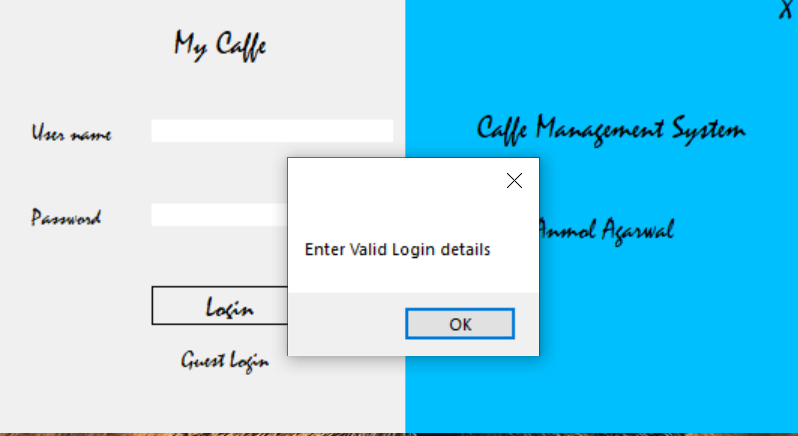 X
My Caffe
Caffe Management System
User name
Password
Anmol Agarwal
Enter Valid Login details
Login
OK
Guest Login